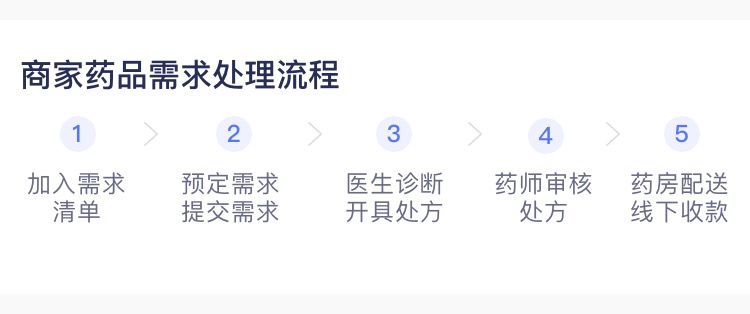 商家药品需求处理流程
1
2
3
4
5
加入需求
清单
预定需求
提交需求
医生诊断
开具处方
药师审核
处方
药房配送
线下收款